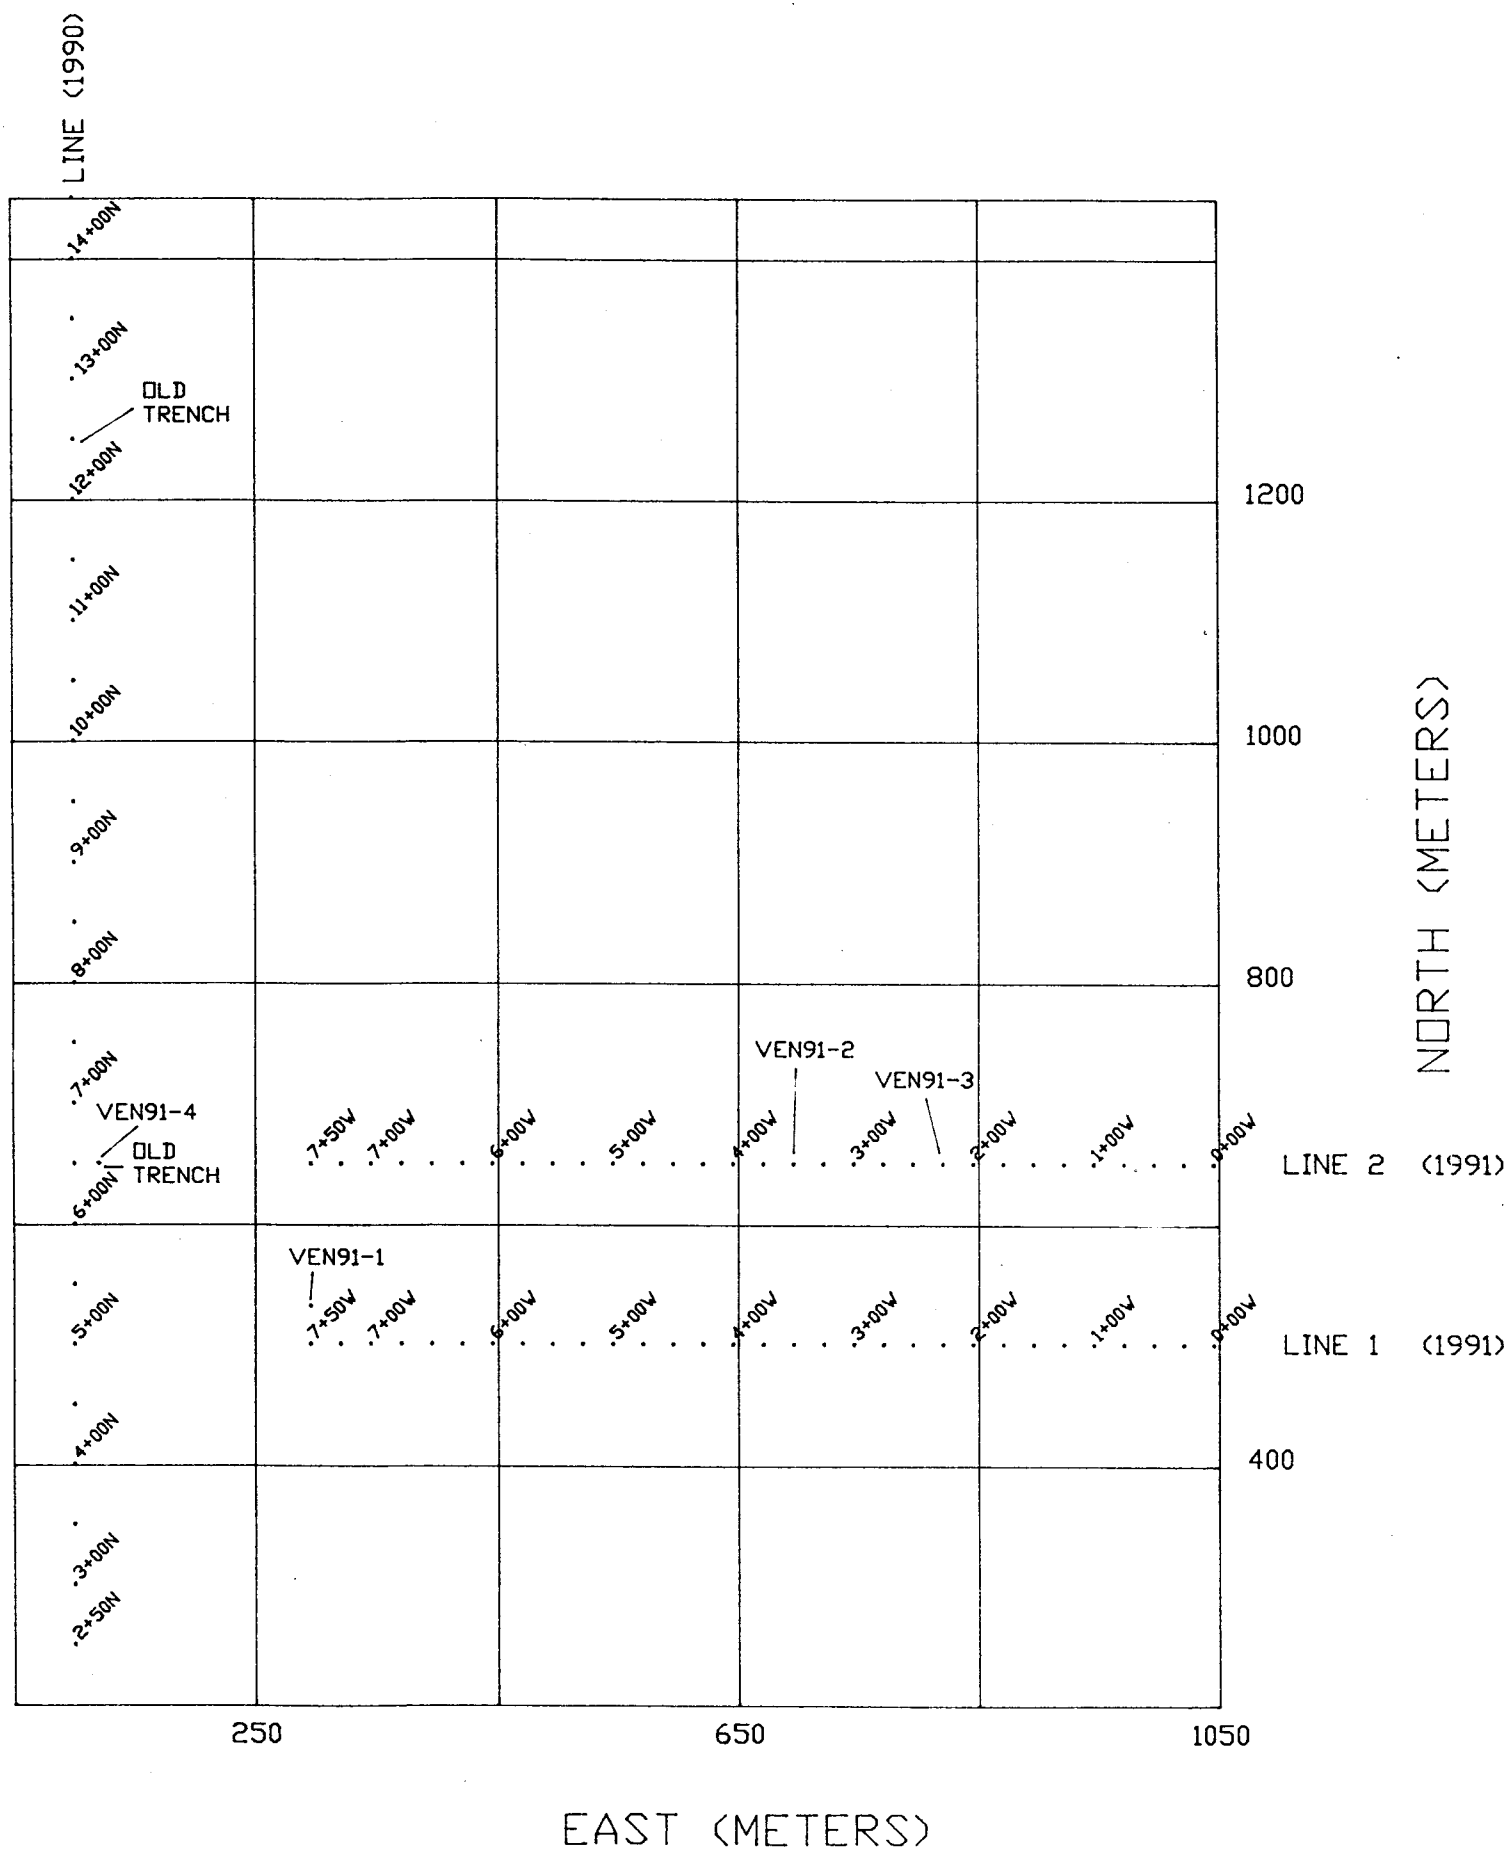 LINE (1990)
14+00N
13+00N
OLD
TRENCH
12+00N
1200
11+00N
10+00N
1000
NORTH (METERS)
9+00N
8+00N
800
7+00N
VEN91-2
VEN91-3
VEN91-4
OLD
TRENCH
7+50W 7+00W 6+00W 5+00W 4+00W 3+00W 2+00W 1+00W 0+00W
LINE 2 (1991)
6+00N
VEN91-1
5+00N
7+50W 7+00W 6+00W 5+00W 4+00W 3+00W 2+00W 1+00W 0+00W
LINE 1 (1991)
4+00N
400
3+00N
2+50N
250 650 1050
EAST (METERS)